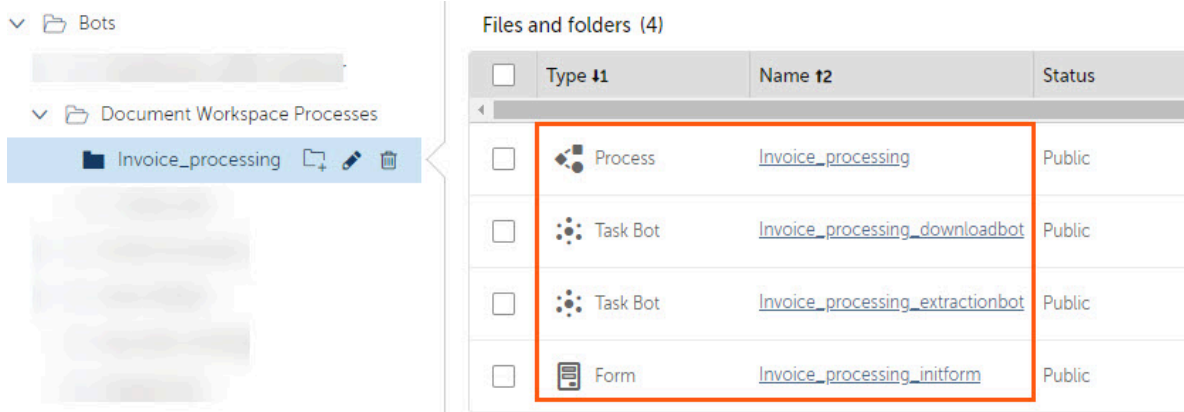 Bots
Document Workspace Processes
Invoice_processing
Files and folders (4)
Type ↓1 Name ↑2 Status
Process Invoice_processing Public
Task Bot Invoice_processing_downloadbot Public
Task Bot Invoice_processing_extractionbot Public
Form Invoice_processing_initform Public